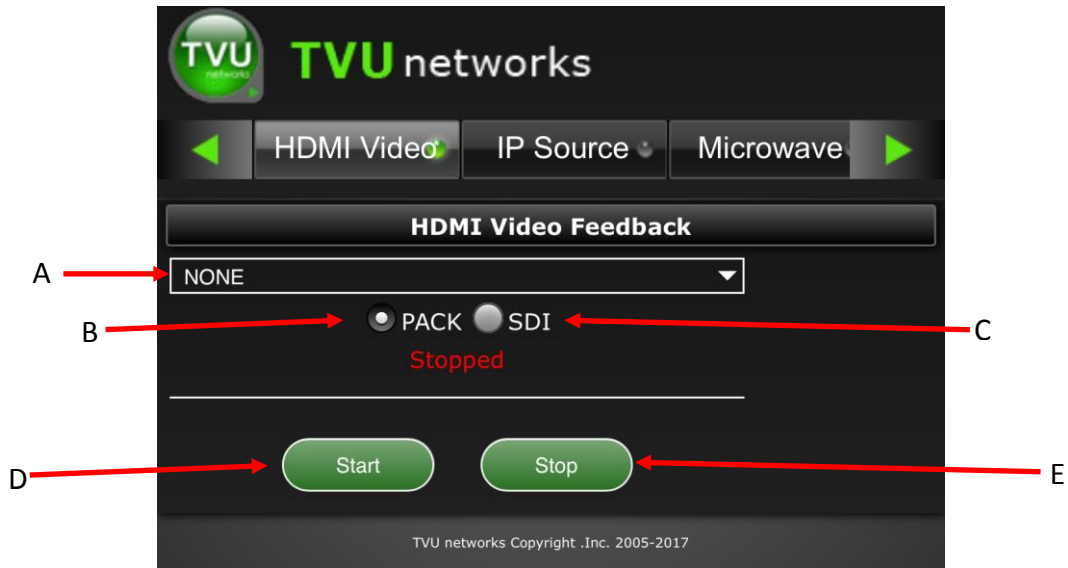 TVU
networks
TVU networks
HDMI Video IP Source Microwave
HDMI Video Feedback
A
NONE
B
PACK SDI
C
Stopped
D
Start Stop
E
TVU networks Copyright .Inc. 2005-2017